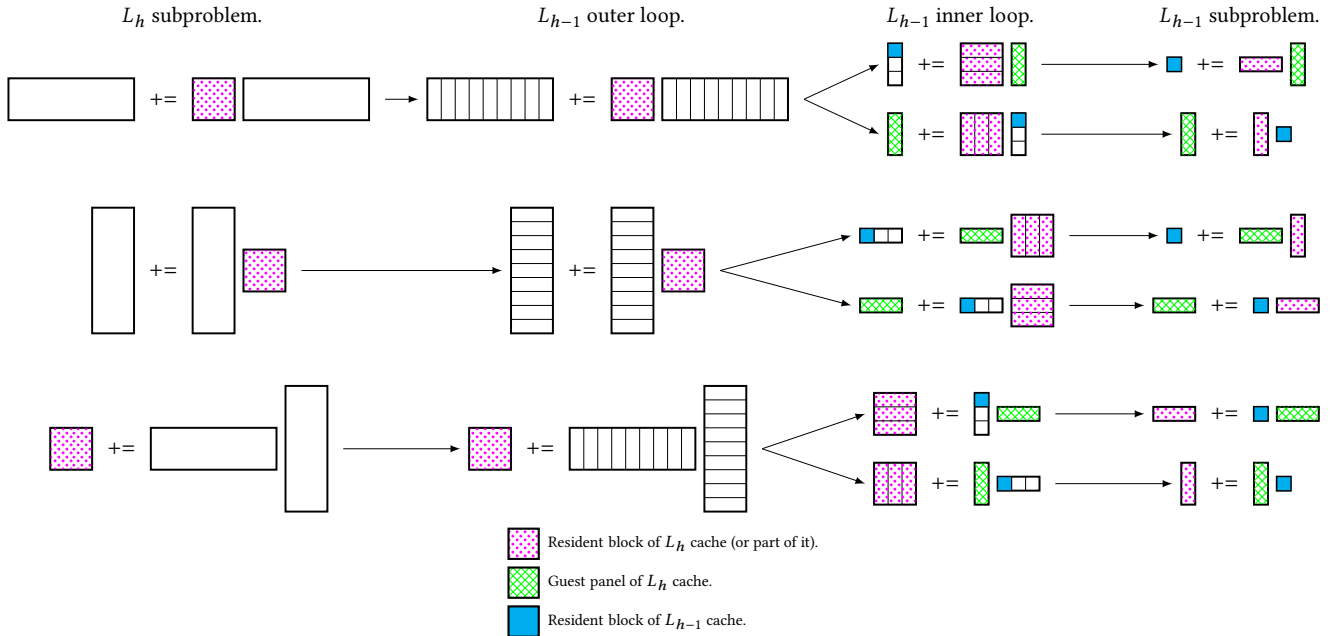 L_h subproblem. L_{h-1} outer loop. L_{h-1} inner loop. L_{h-1} subproblem.
+= +=
+= += += +=
+= +=
+= +=
+= +=
+= +=
+= +=
+= +=
+= +=
Resident block of L_h cache (or part of it).
Guest panel of L_h cache.
Resident block of L_{h-1} cache.